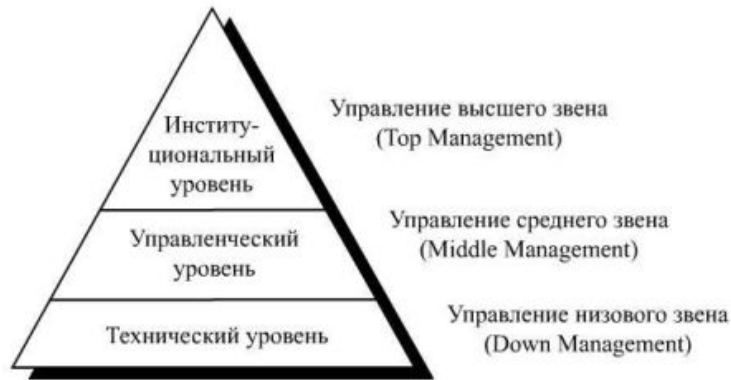 Институ-
циональный
уровень
Управление высшего звена
(Top Management)
Управленческий
уровень
Управление среднего звена
(Middle Management)
Технический уровень
Управление низового звена
(Down Management)